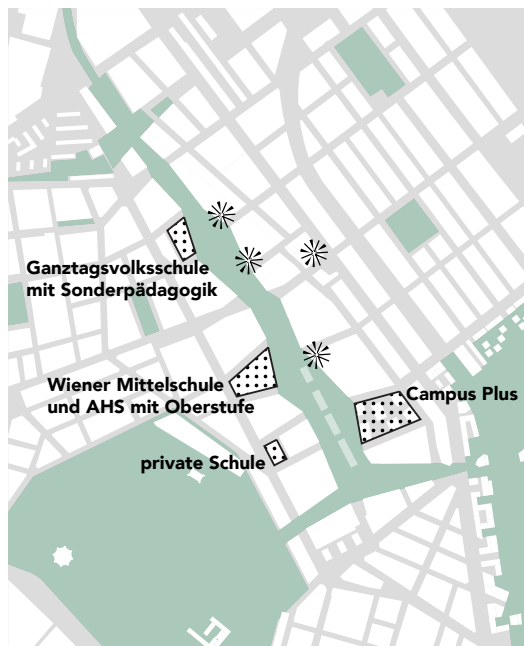 Ganztagsvolksschule
mit Sonderpädagogik
Wiener Mittelschule
und AHS mit Oberstufe
Campus Plus
private Schule